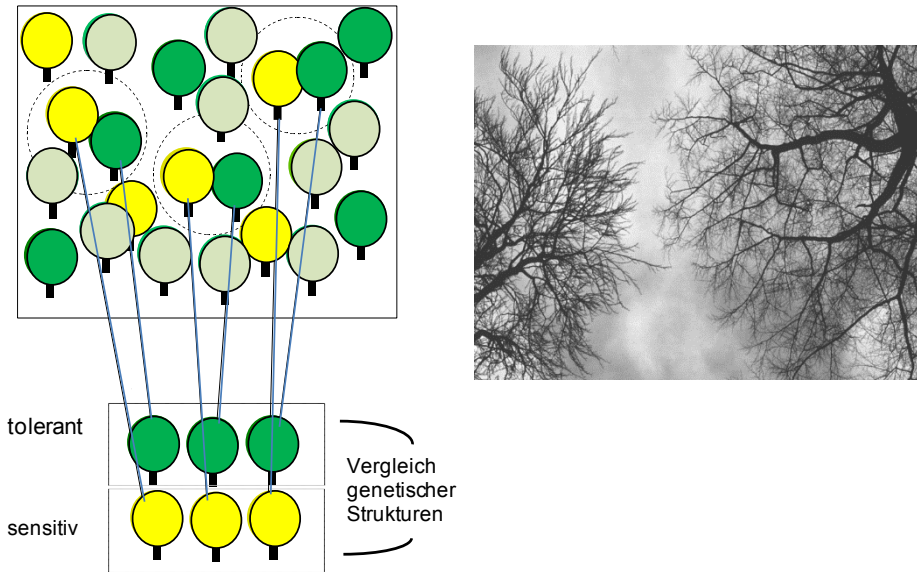 tolerant
Vergleich
genetischer
Strukturen
sensitiv